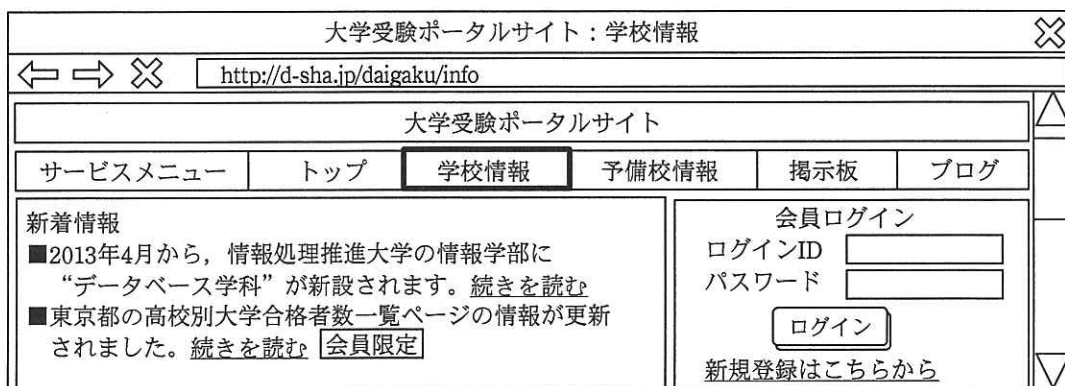 大学受験ポータルサイト：学校情報
http://d-sha.jp/daigaku/info
大学受験ポータルサイト
サービスメニュー トップ 学校情報 予備校情報 掲示板 ブログ
新着情報
■2013年4月から，情報処理推進大学の情報学部に
“データベース学科”が新設されます。続きを読む
■東京都の高校別大学合格者数一覧ページの情報が更新
されました。続きを読む 会員限定
会員ログイン
ログインID
パスワード
ログイン
新規登録はこちらから